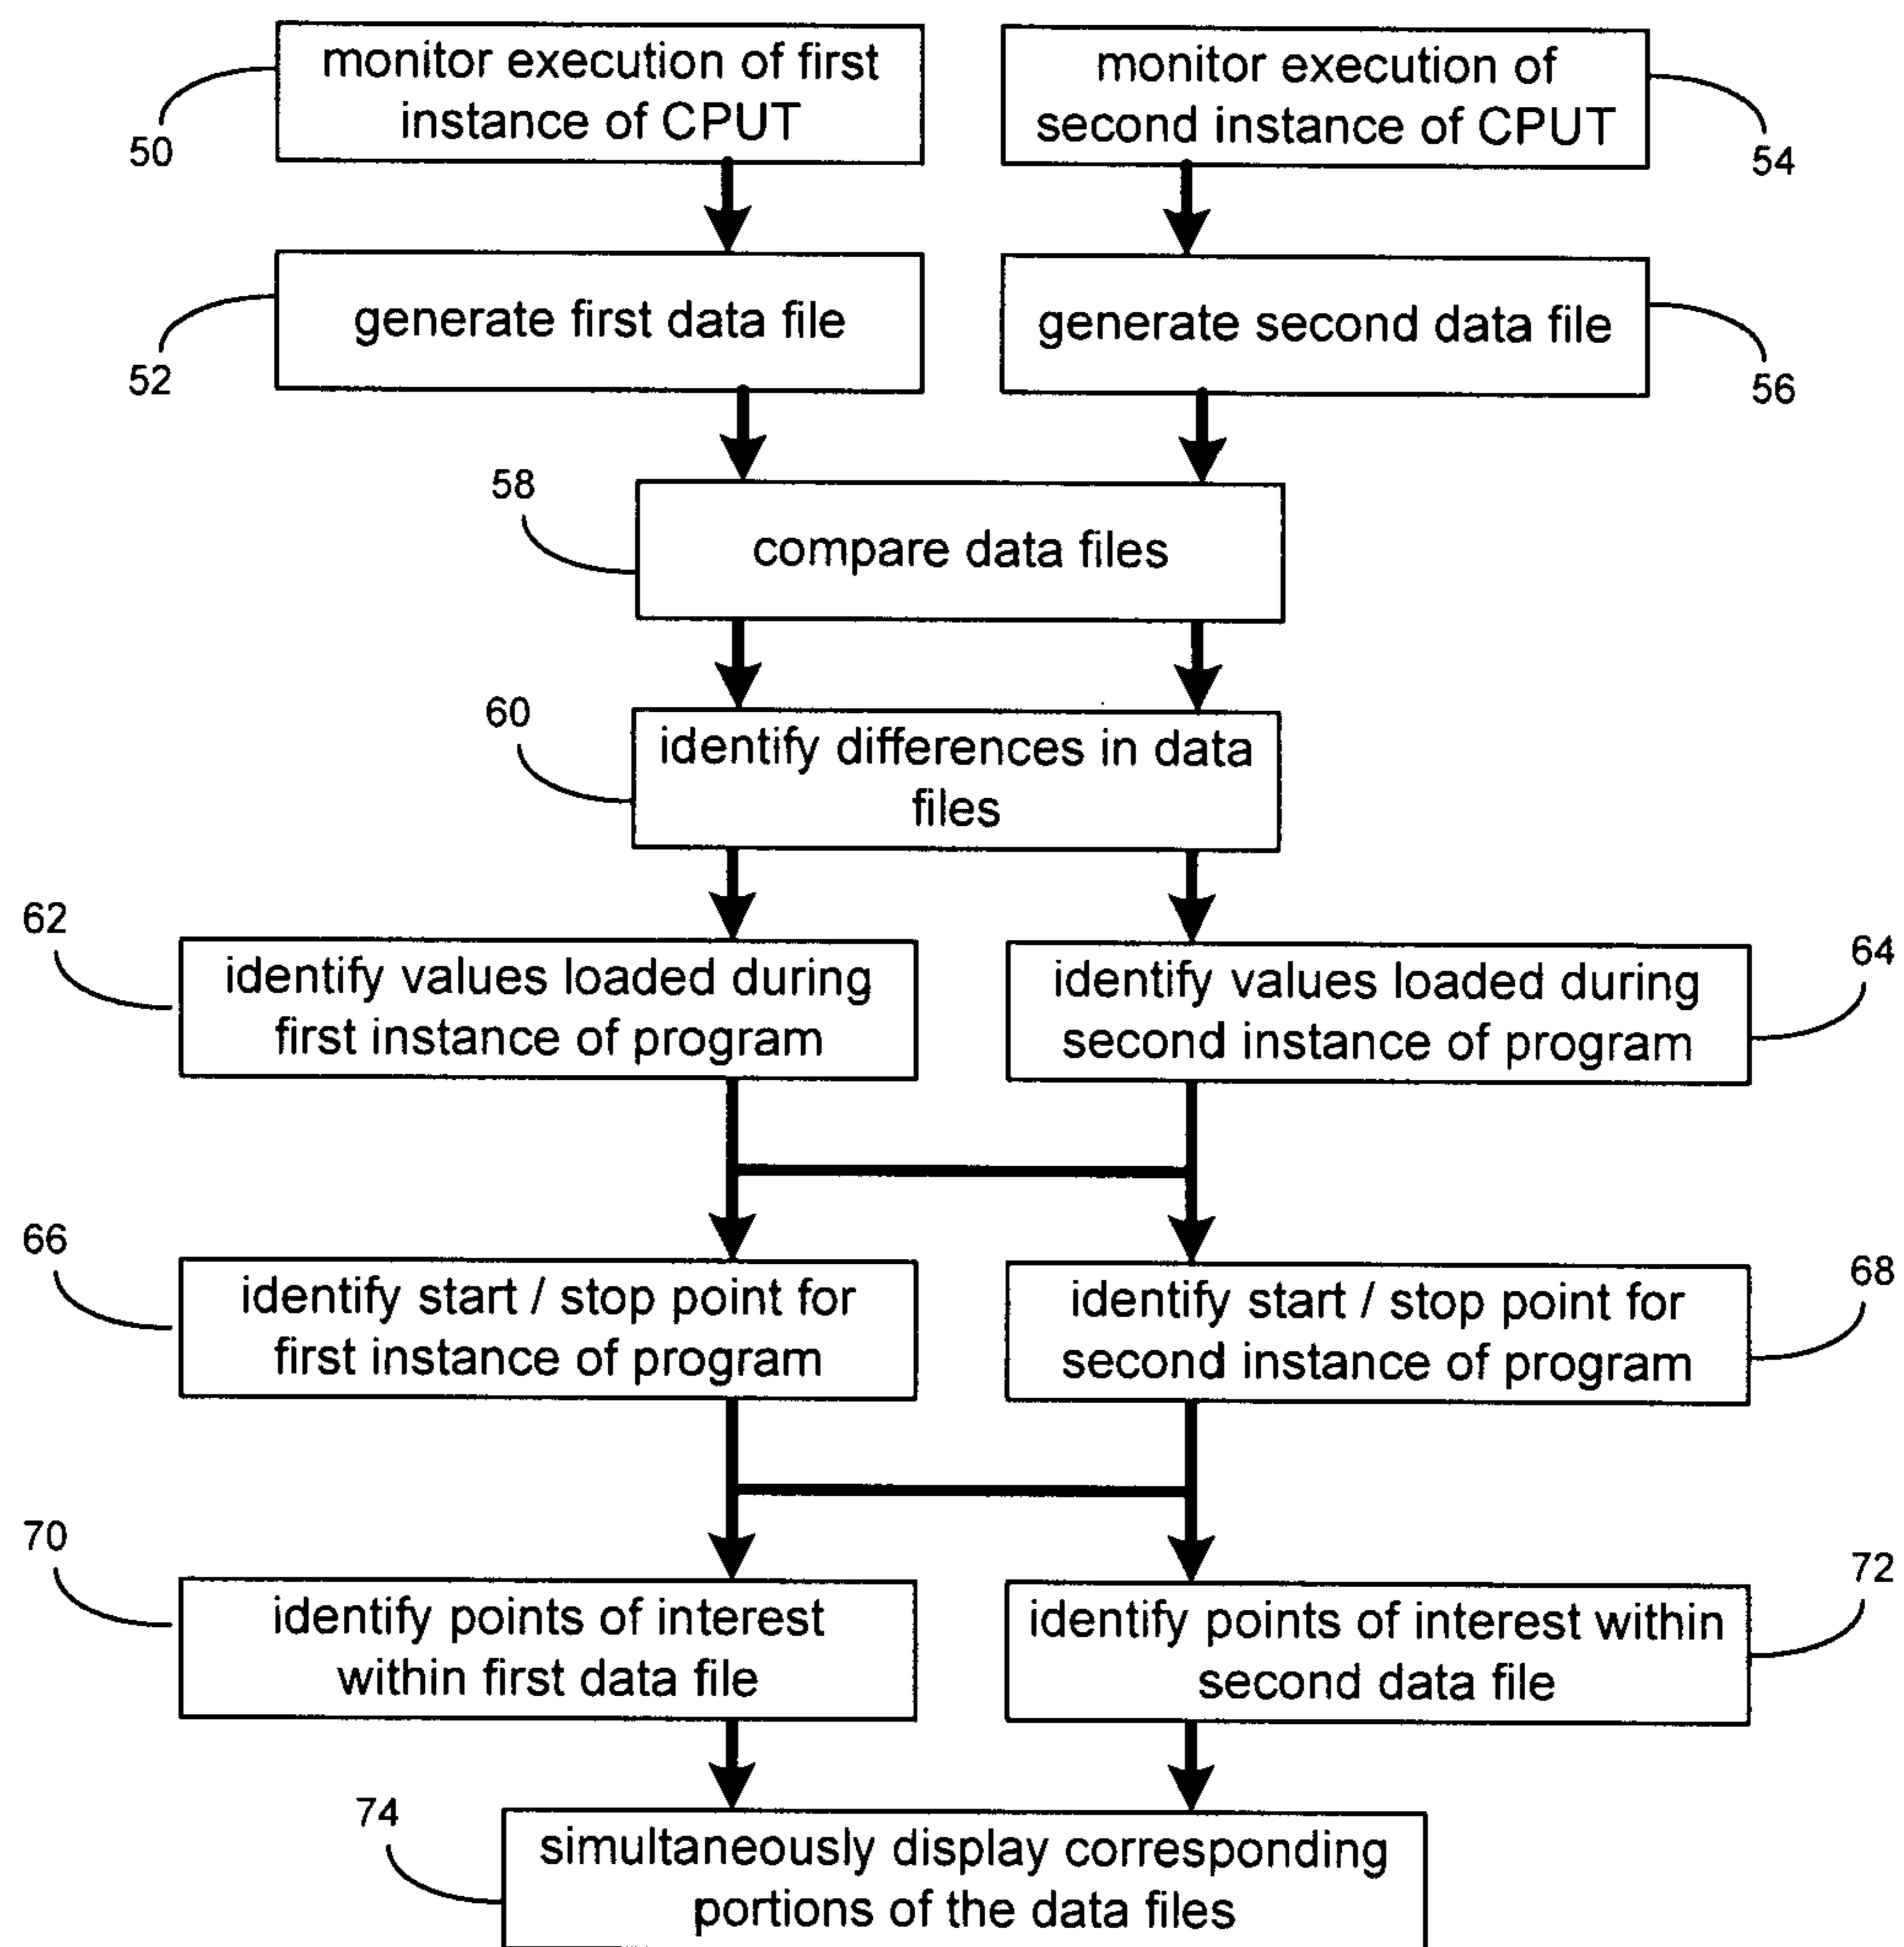 monitor execution of first
instance of CPUT
50
monitor execution of
second instance of CPUT
54
generate first data file
52
generate second data file
56
58
compare data files
60
identify differences in data
files
62
identify values loaded during
first instance of program
identify values loaded during
second instance of program
64
66
identify start / stop point for
first instance of program
identify start / stop point for
second instance of program
68
70
identify points of interest
within first data file
identify points of interest within
second data file
72
74
simultaneously display corresponding
portions of the data files